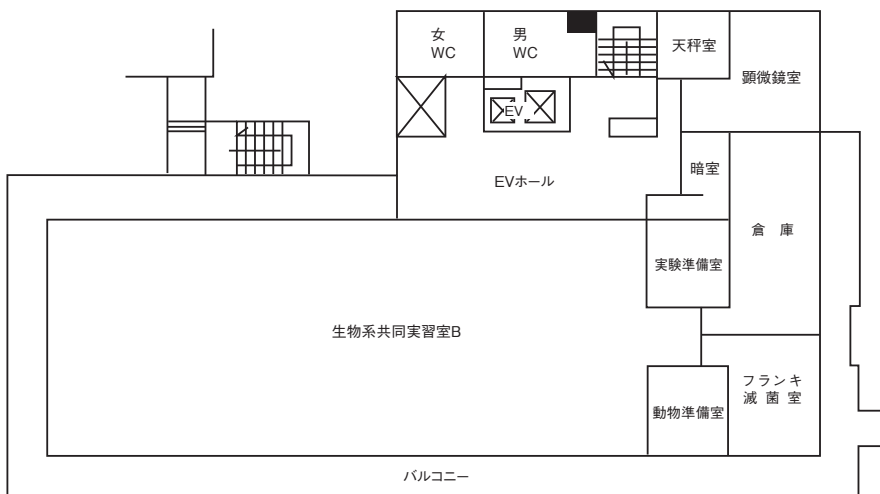 女
WC
男
WC
天秤室
顕微鏡室
EV
EVホール
暗室
倉　庫
実験準備室
生物系共同実習室B
フランキ
滅　菌　室
動物準備室
バルコニー